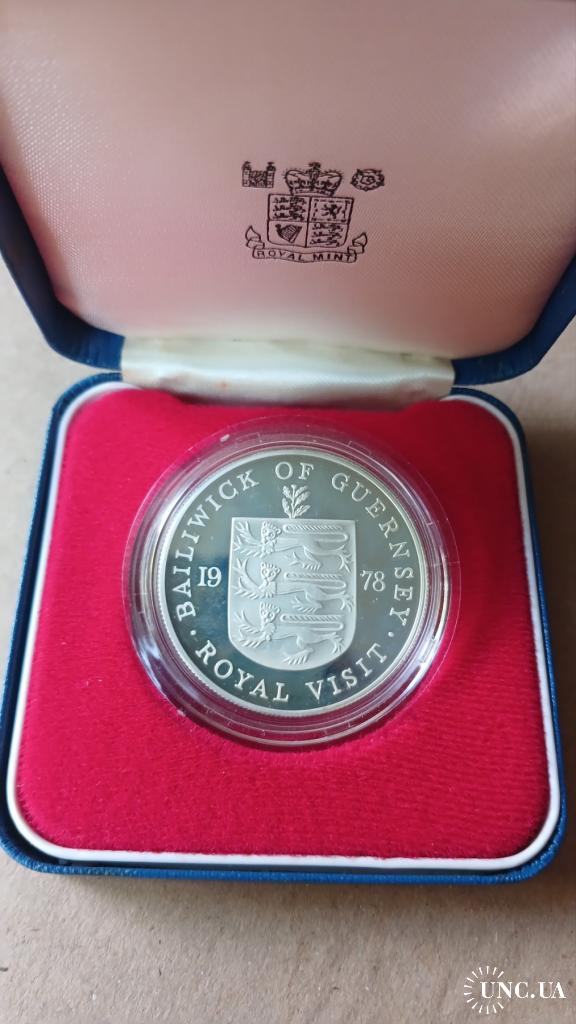 ROYAL MINT
BAILIWICK OF GUERNSEY
19 78
· ROYAL VISIT ·
UNC.UA